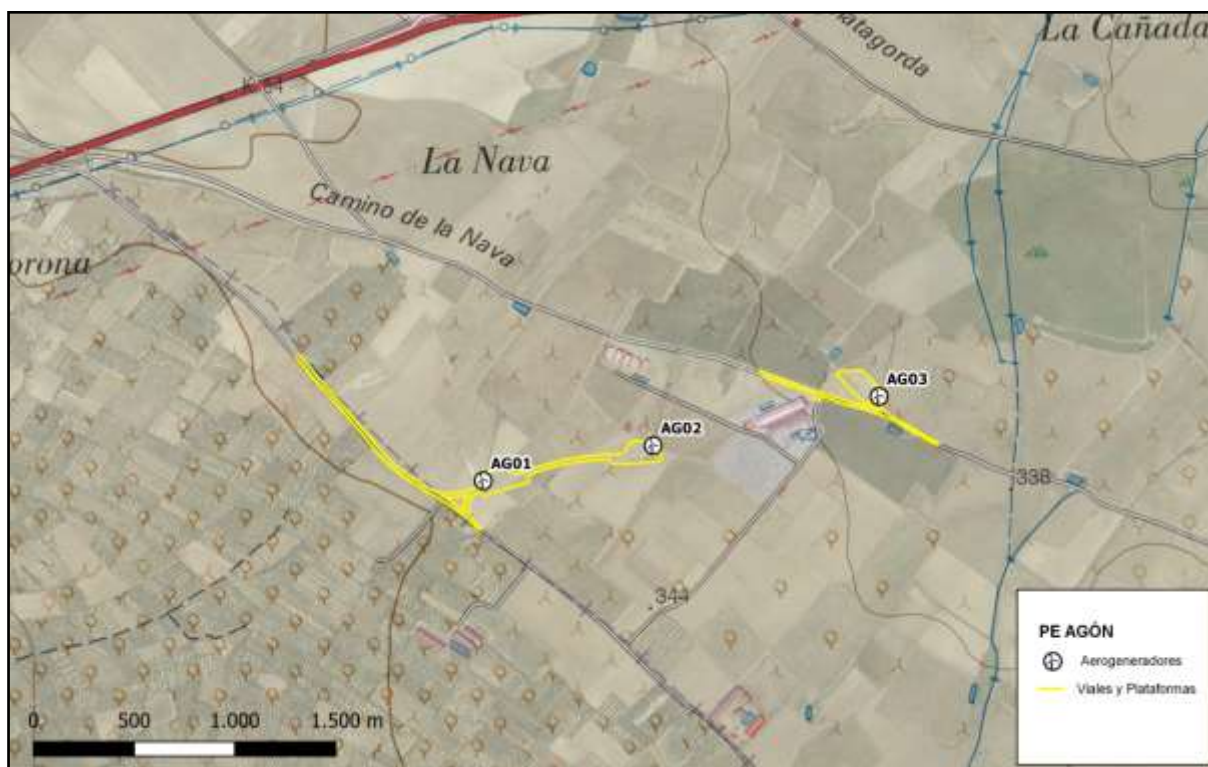 La Cañada
La Nava
Camino de la Nava
orona
AG03
AG02
AG01
338
344
PE AGÓN
Aerogeneradores
Viales y Plataformas
0 500 1.000 1.500 m